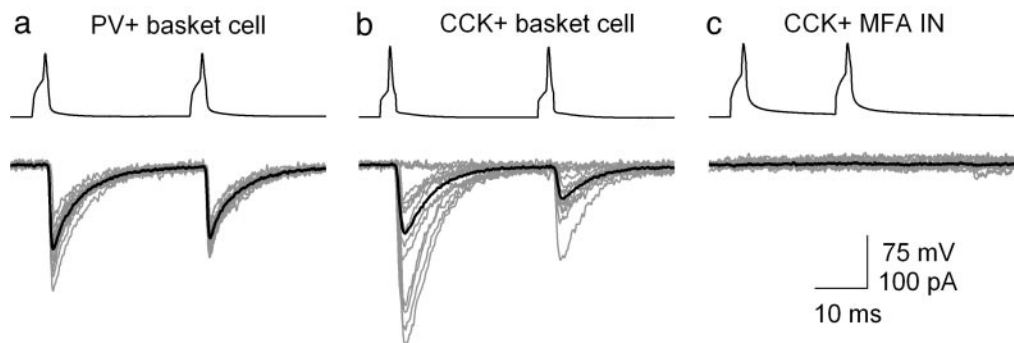 a PV+ basket cell
b CCK+ basket cell
c CCK+ MFA IN
75 mV
100 pA
10 ms